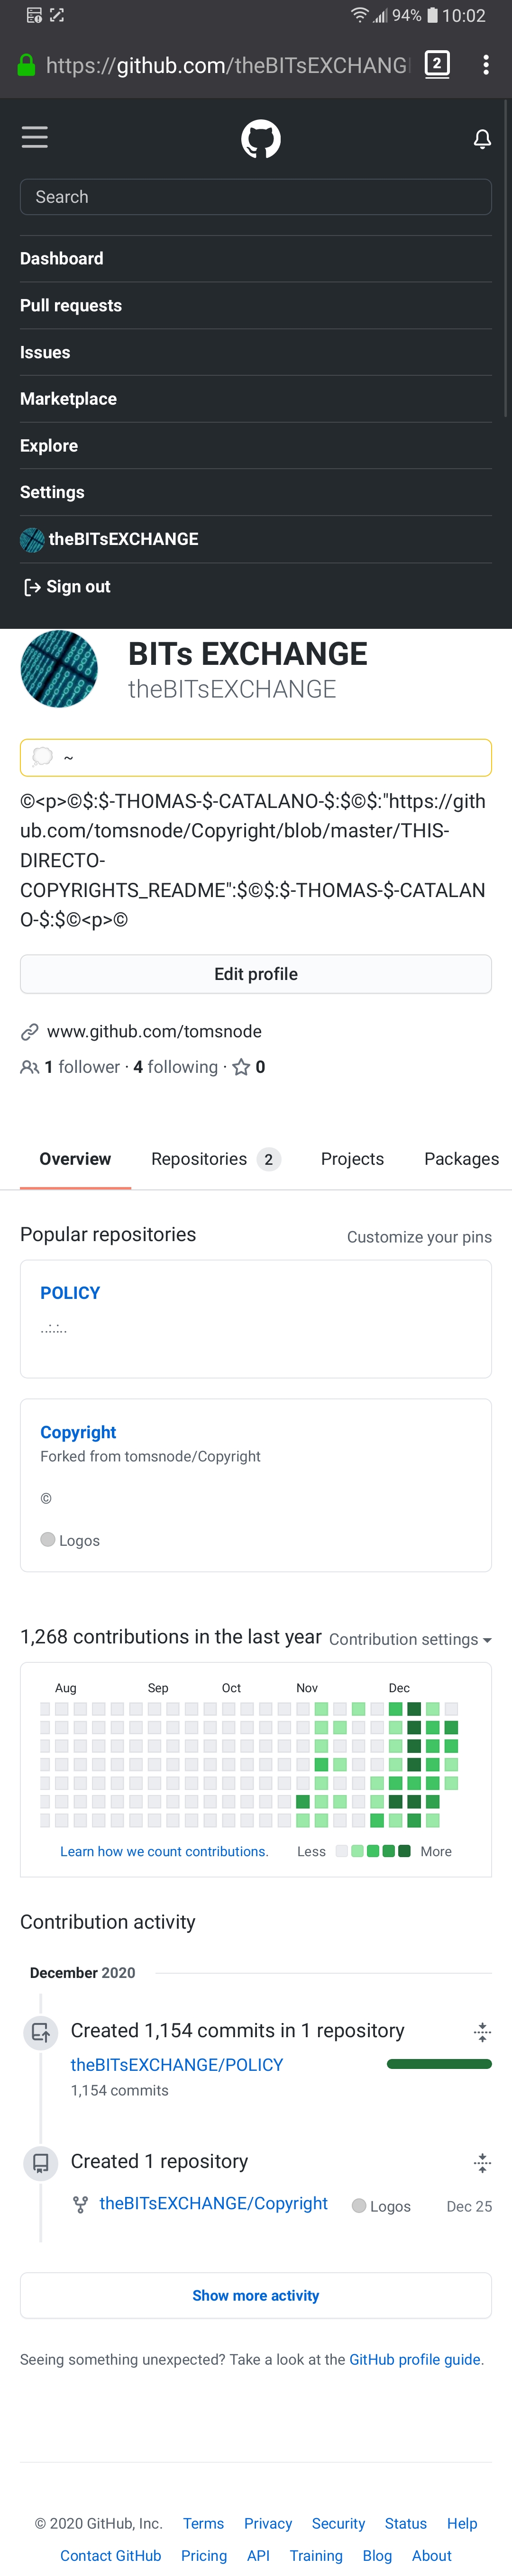 94% 10:02
https://github.com/theBITsEXCHANG
2
Search
Dashboard
Pull requests
Issues
Marketplace
Explore
Settings
theBITsEXCHANGE
Sign out
BITs EXCHANGE
theBITsEXCHANGE
~
©<p>©$:$-THOMAS-$-CATALANO-$:$©$:"https://gith
ub.com/tomsnode/Copyright/blob/master/THIS-
DIRECTO-
COPYRIGHTS_README":$©$:$-THOMAS-$-CATALAN
O-$:$©<p>©
Edit profile
www.github.com/tomsnode
1 follower · 4 following · 0
Overview Repositories 2 Projects Packages
Popular repositories Customize your pins
POLICY
..:.:..
Copyright
Forked from tomsnode/Copyright
©
Logos
1,268 contributions in the last year Contribution settings
Aug Sep Oct Nov Dec
Learn how we count contributions. Less More
Contribution activity
December 2020
Created 1,154 commits in 1 repository
theBITsEXCHANGE/POLICY
1,154 commits
Created 1 repository
theBITsEXCHANGE/Copyright Logos Dec 25
Show more activity
Seeing something unexpected? Take a look at the GitHub profile guide.
© 2020 GitHub, Inc. Terms Privacy Security Status Help
Contact GitHub Pricing API Training Blog About